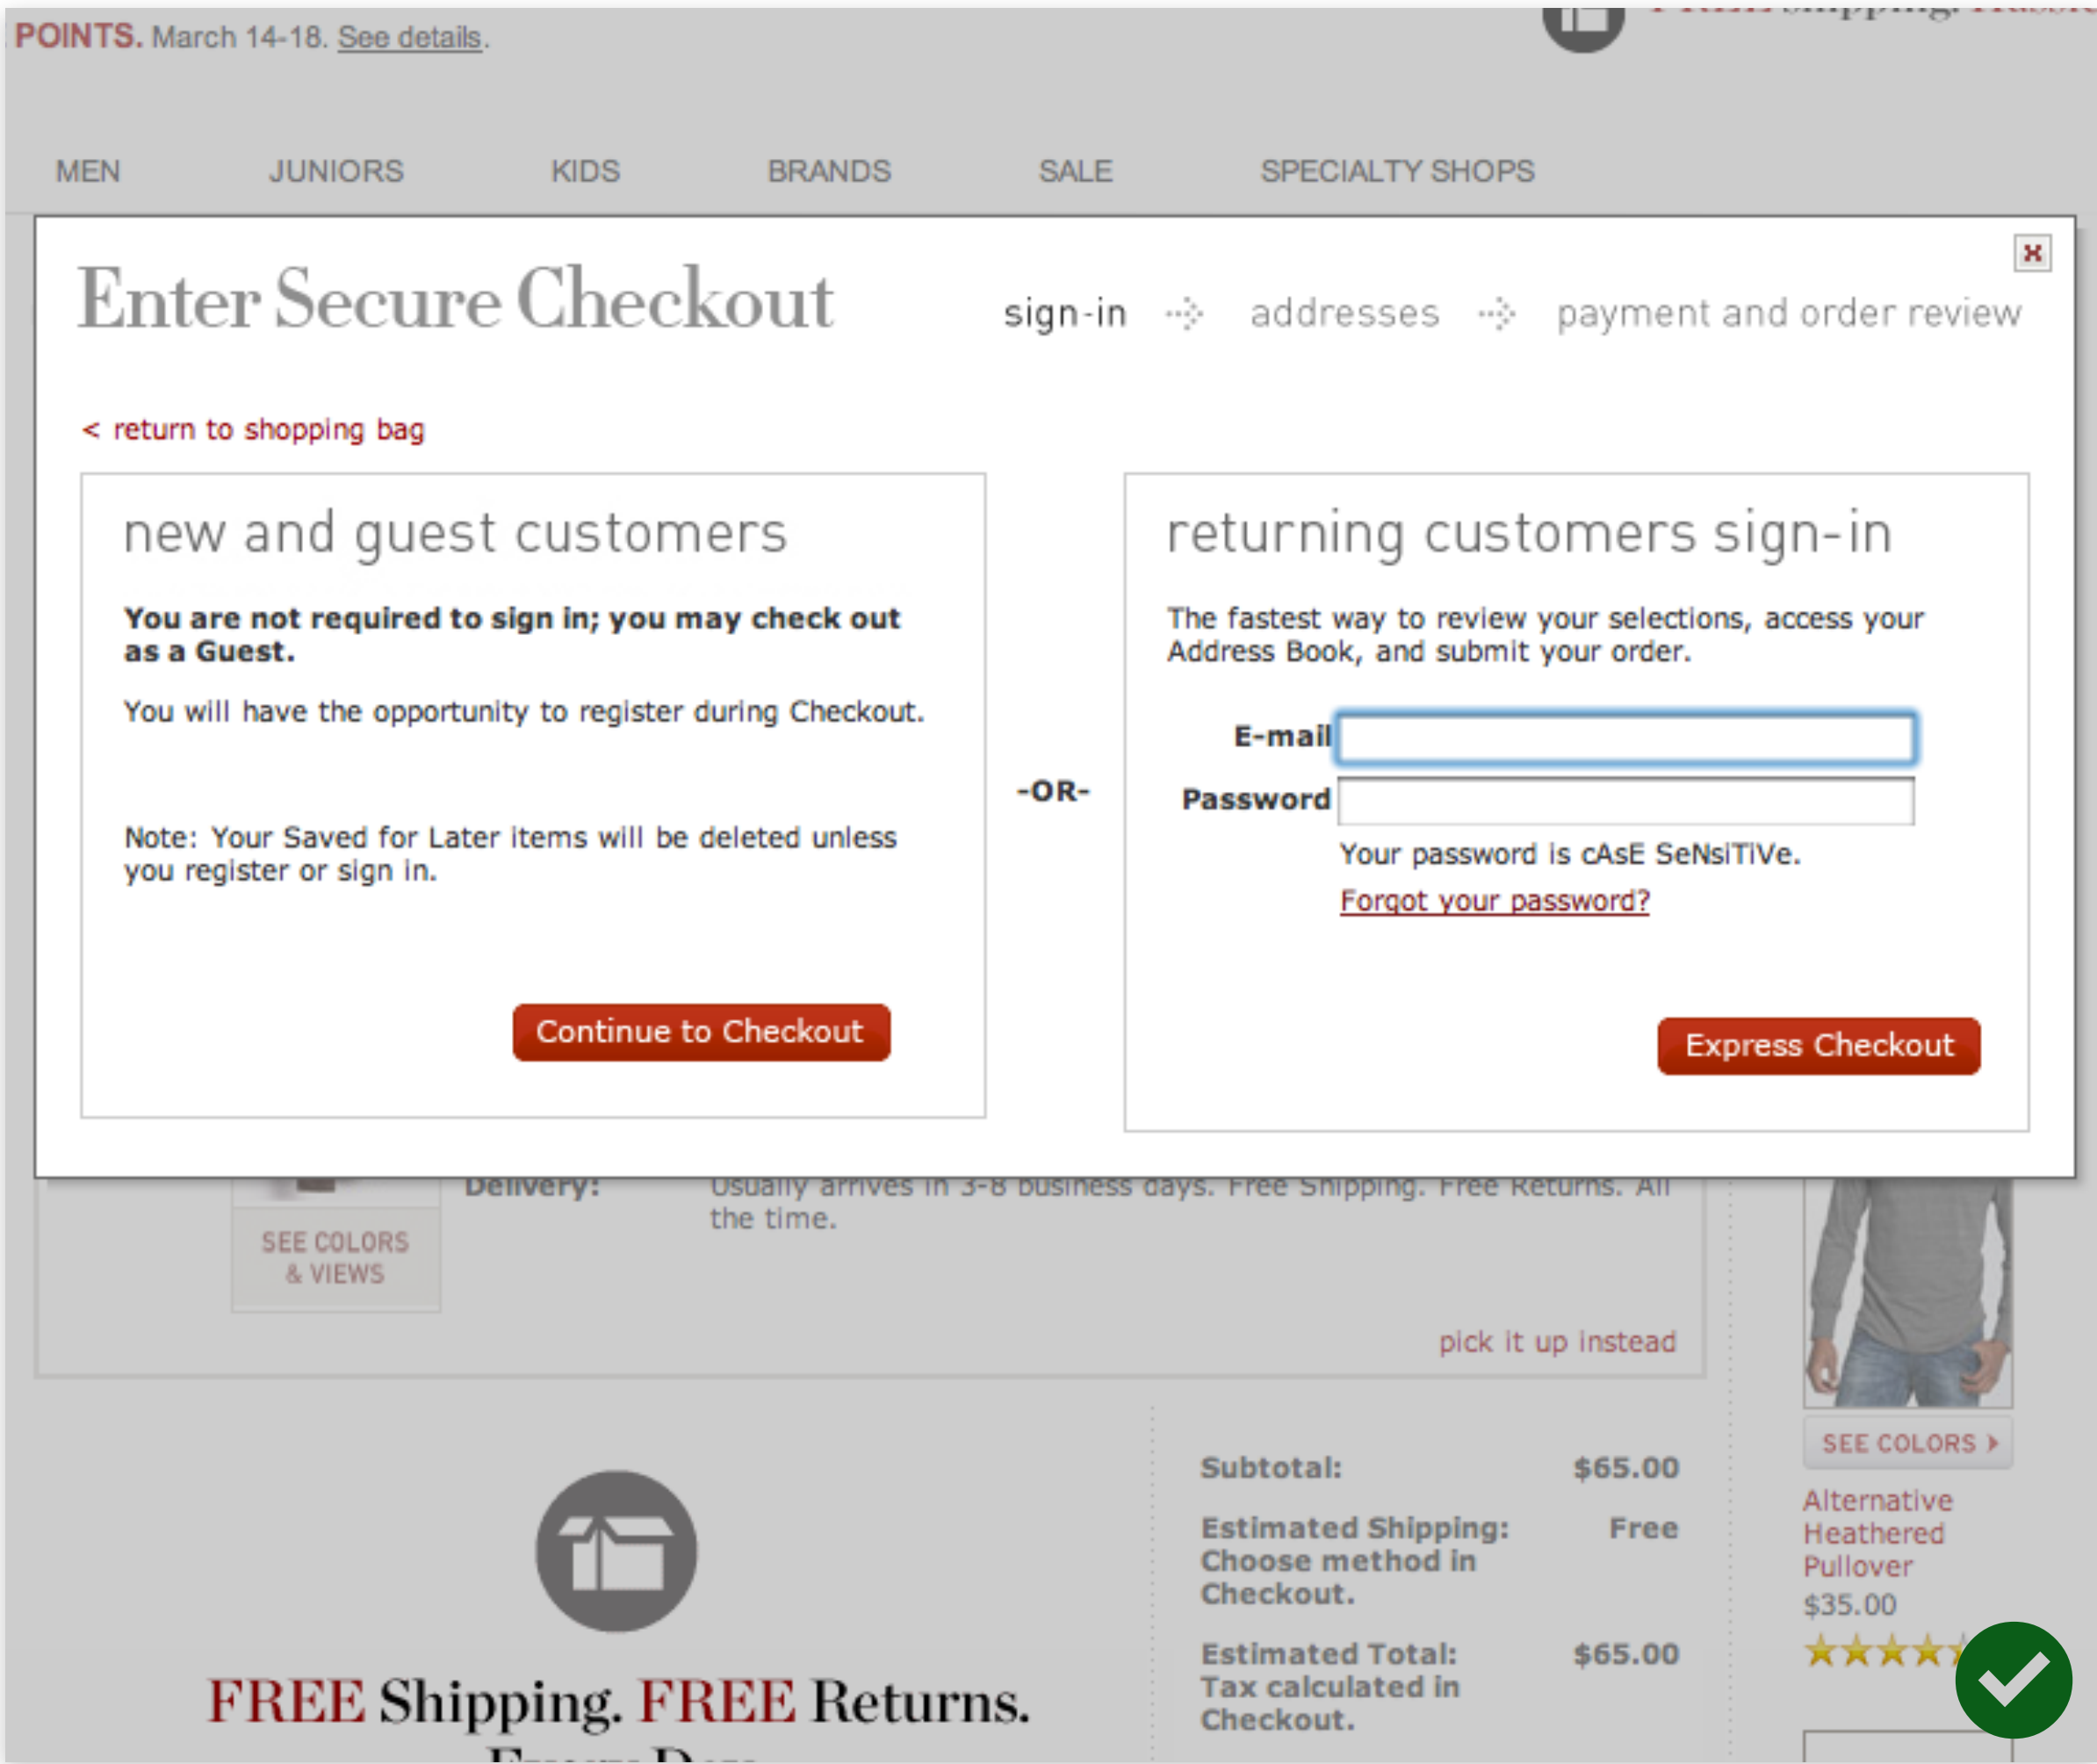 POINTS. March 14-18. See details.
FREE Shipping.
MEN JUNIORS KIDS BRANDS SALE SPECIALTY SHOPS
Enter Secure Checkout
sign-in addresses payment and order review
< return to shopping bag
new and guest customers
You are not required to sign in; you may check out
as a Guest.
You will have the opportunity to register during Checkout.
Note: Your Saved for Later items will be deleted unless
you register or sign in.
Continue to Checkout
-OR-
returning customers sign-in
The fastest way to review your selections, access your
Address Book, and submit your order.
E-mail
Password
Your password is cAsE SeNsiTiVe.
Forgot your password?
Express Checkout
Delivery: Usually arrives in 3-8 business days. Free Shipping. Free Returns. All
the time.
SEE COLORS
& VIEWS
pick it up instead
FREE Shipping. FREE Returns.
Subtotal: $65.00
Estimated Shipping: Free
Choose method in
Checkout.
Estimated Total: $65.00
Tax calculated in
Checkout.
SEE COLORS
Alternative
Heathered
Pullover
$35.00